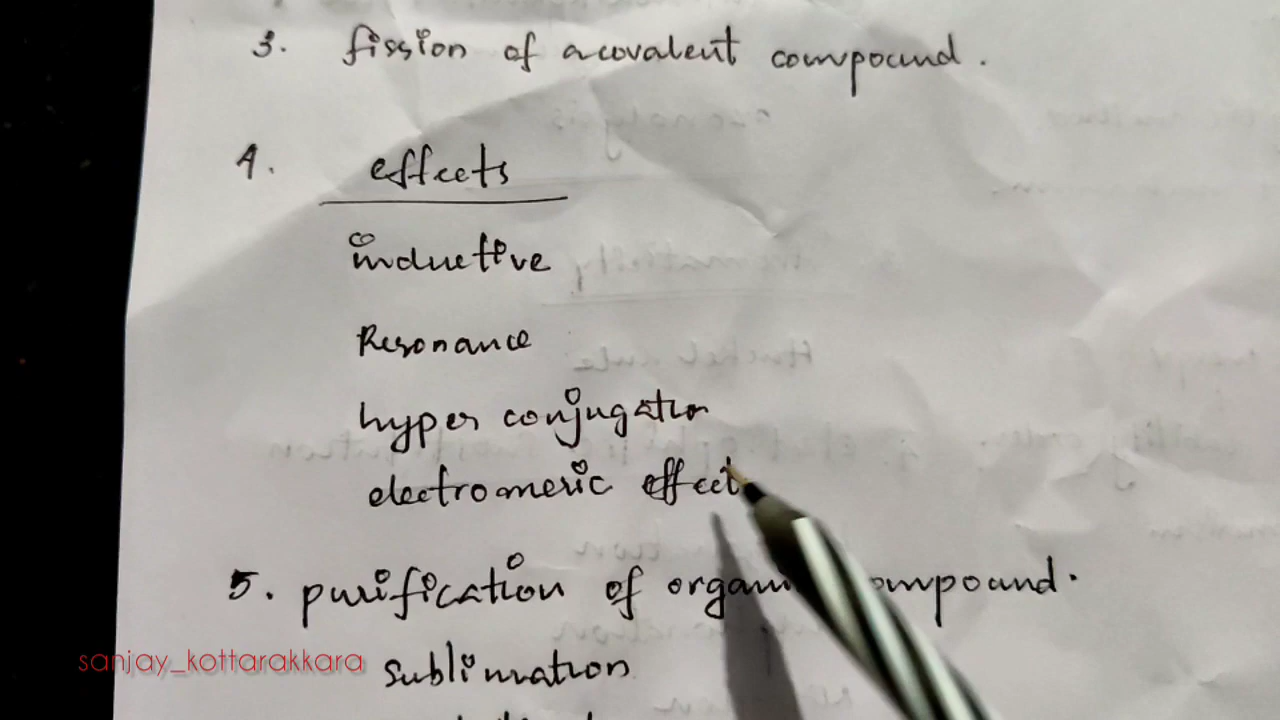 3. fission of a covalent compound.
4. effects
inductive
Resonance
hyper conjugation
electromeric effect
5. purification of organic compound.
sanjay_kottarakkara
sublimation